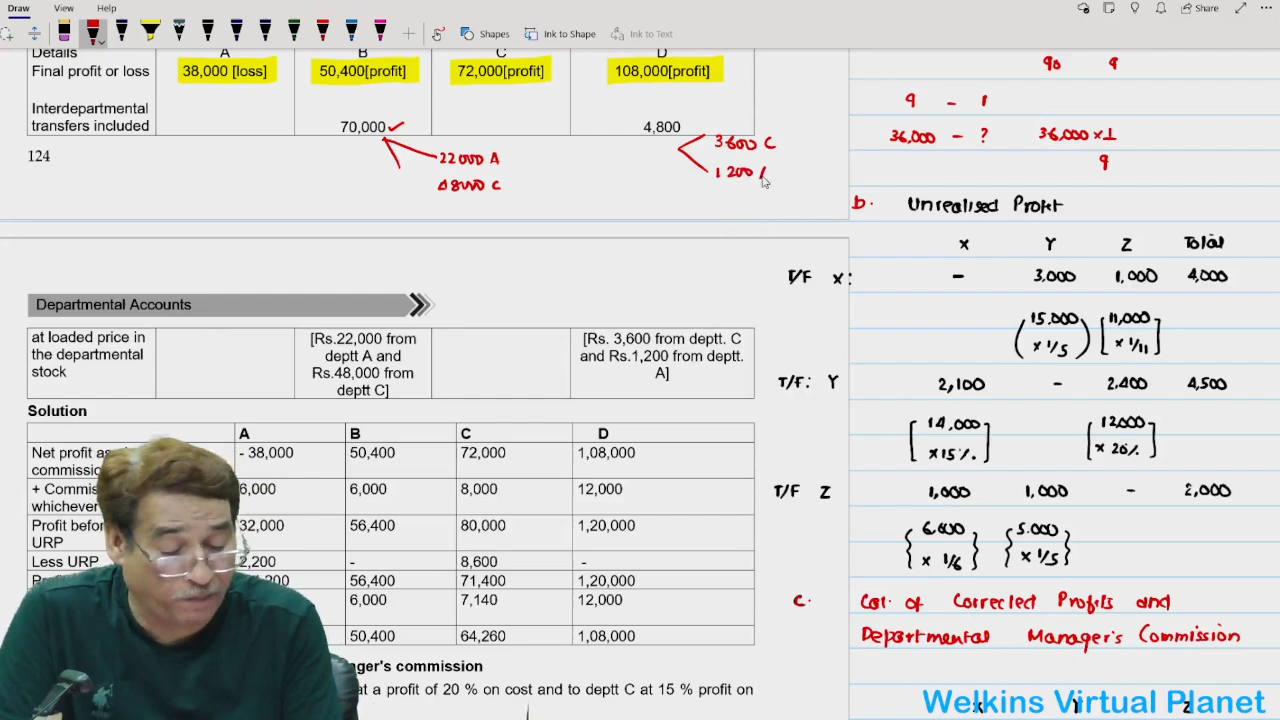 Draw View Help
Share
Shapes Ink to Shape Ink to Text
Details A B C D
Final profit or loss 38,000 [loss] 50,400[profit] 72,000[profit] 108,000[profit]
Interdepartmental
transfers included 70,000 4,800
124
22000 A
48000 C
3600 C
1200
Departmental Accounts
at loaded price in
the departmental
stock
[Rs.22,000 from
deptt A and
Rs.48,000 from
deptt C]
[Rs. 3,600 from deptt. C
and Rs.1,200 from deptt.
A]
Solution
A B C D
Net profit - 38,000 50,400 72,000 1,08,000
+ 6,000 6,000 8,000 12,000
whichever
Profit 32,000 56,400 80,000 1,20,000
URP
Less URP 2,200 - 8,600 -
56,400 71,400 1,20,000
6,000 7,140 12,000
50,400 64,260 1,08,000
commission
at a profit of 20 % on cost and to deptt C at 15 % profit on
90 9
9 - 1
36,000 - ? 36,000 x 1
9
b. Unrealised Profit
X Y Z Total
T/F X: - 3,000 1,000 4,000
(15,000 [11,000
x 1/5) x 1/11]
T/F: Y 2,100 - 2,400 4,500
[14,000 [12,000
x 15%.] x 20%.]
T/F Z 1,000 1,000 - 2,000
{6,000 {5,000
x 1/6} x 1/5}
c. Cal. of Corrected Profits and
Departmental Manager's Commission
X Y Z
Welkins Virtual Planet